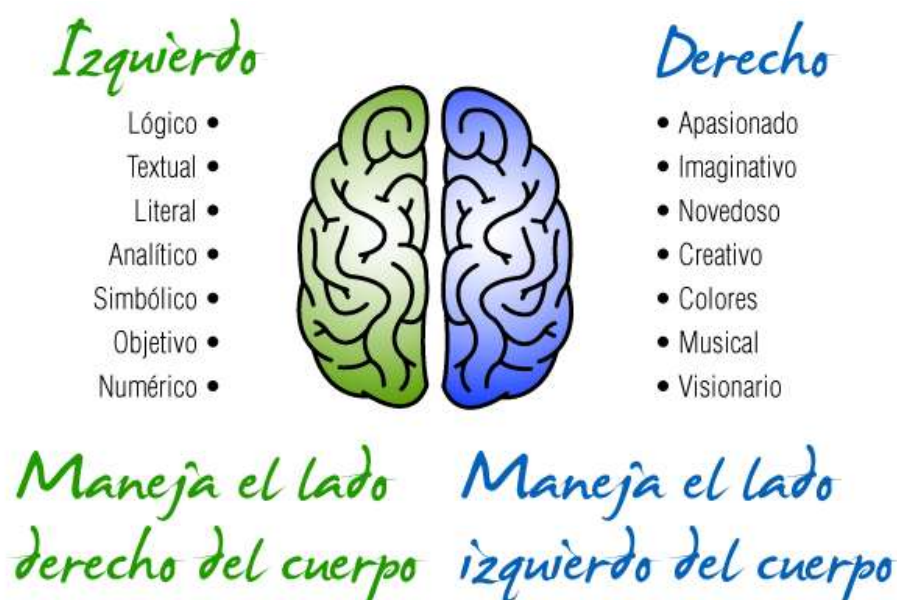 Izquierdo
Lógico •
Textual •
Literal •
Analítico •
Simbólico •
Objetivo •
Numérico •
Maneja el lado
derecho del cuerpo
Derecho
• Apasionado
• Imaginativo
• Novedoso
• Creativo
• Colores
• Musical
• Visionario
Maneja el lado
izquierdo del cuerpo